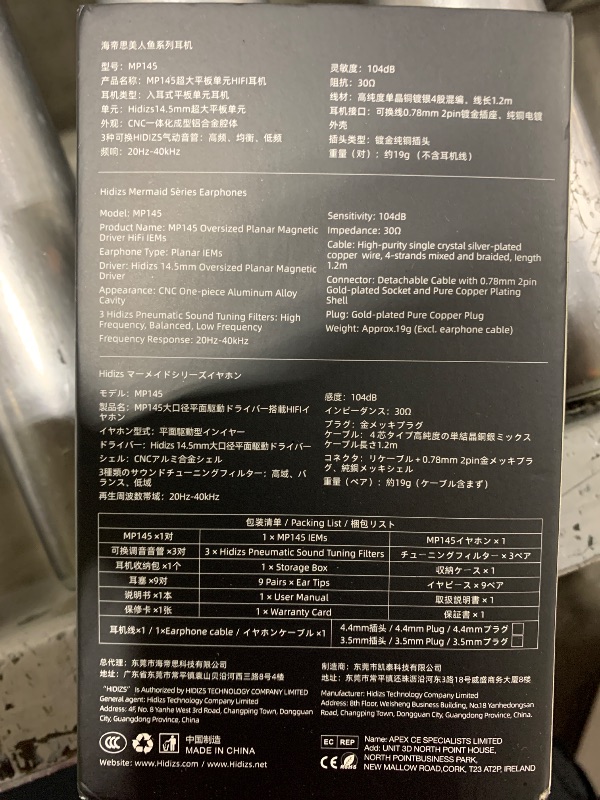 海帝思美人鱼系列耳机
型号：MP145
产品名称：MP145超大平板单元HIFI耳机
耳机类型：入耳式平板单元耳机
单元：Hidizs14.5mm超大平板单元
外观：CNC一体化成型铝合金腔体
3种可换HIDIZS气动音管：高频、均衡、低频
频响：20Hz-40kHz
灵敏度：104dB
阻抗：30Ω
线材：高纯度单晶铜镀银4股混编，线长1.2m
耳机接口：可换线0.78mm 2pin镀金插座，纯铜电镀
外壳
插头类型：镀金纯铜插头
重量（对）：约19g（不含耳机线）
Hidizs Mermaid Series Earphones
Model: MP145
Product Name: MP145 Oversized Planar Magnetic
Driver HiFi IEMs
Earphone Type: Planar IEMs
Driver: Hidizs 14.5mm Oversized Planar Magnetic
Driver
Appearance: CNC One-piece Aluminum Alloy
Cavity
3 Hidizs Pneumatic Sound Tuning Filters: High
Frequency, Balanced, Low Frequency
Frequency Response: 20Hz-40kHz
Sensitivity: 104dB
Impedance: 30Ω
Cable: High-purity single crystal silver-plated
copper wire, 4-strands mixed and braided, length
1.2m
Connector: Detachable Cable with 0.78mm 2pin
Gold-plated Socket and Pure Copper Plating
Shell
Plug: Gold-plated Pure Copper Plug
Weight: Approx.19g (Excl. earphone cable)
Hidizs マーメイドシリーズイヤホン
モデル：MP145
製品名：MP145大口径平面駆動ドライバー搭載HIFIイ
ヤホン
イヤホン型式：平面駆動型インイヤー
ドライバー：Hidizs 14.5mm大口径平面駆動ドライバー
シェル：CNCアルミ合金シェル
3種類のサウンドチューニングフィルター：高域、バ
ランス、低域
再生周波数帯域：20Hz-40kHz
感度：104dB
インピーダンス：30Ω
プラグ：金メッキプラグ
ケーブル：４芯タイプ高純度の単結晶銅銀ミックス
ケーブル長さ1.2m
コネクタ：リケーブル＋0.78mm 2pin金メッキプラ
グ、純銅メッキシェル
重量（ペア）：約19g（ケーブル含まず）
包装清单 / Packing List / 梱包リスト
MP145 ×1对 1 × MP145 IEMs MP145イヤホン × 1
可换调音音管 ×3对 3 × Hidizs Pneumatic Sound Tuning Filters チューニングフィルター × 3ペア
耳机收纳包 ×1个 1 × Storage Box 収納ケース × 1
耳塞 ×9对 9 Pairs × Ear Tips イヤピース × 9ペア
说明书 ×1本 1 × User Manual 取扱説明書 × 1
保修卡 ×1张 1 × Warranty Card 保証書 × 1
耳机线×1 / 1×Earphone cable / イヤホンケーブル ×1 4.4mm插头 / 4.4mm Plug / 4.4mmプラグ
3.5mm插头 / 3.5mm Plug / 3.5mmプラグ
总代理：东莞市海帝思科技有限公司
地址：广东省东莞市常平镇袁山贝沿河西三路8号4楼
"HIDIZS" Is Authorized by HIDIZS TECHNOLOGY COMPANY LIMITED
General agent: Hidizs Technology Company Limited
Address: 4F, No. 8 Yanhe West 3rd Road, Changping Town, Dongguan
City, Guangdong Province, China.
制造商：东莞市凯泰科技有限公司
地址：东莞市常平镇还珠沥沿河东3路18号威盛商务大厦8楼
Manufacturer: Hidizs Technology Company Limited
Address: 8th Floor, Weisheng Business Building, No.18 Yanhedongsan
Road, Changping Town, Dongguan City, Guangdong Province, China.
CCC
中国制造
MADE IN CHINA
Website: www.Hidizs.com / www.Hidizs.net
EC REP
CE
Name: APEX CE SPECIALISTS LIMITED
Add: UNIT 3D NORTH POINT HOUSE,
NORTH POINT BUSINESS PARK,
NEW MALLOW ROAD,CORK, T23 AT2P, IRELAND